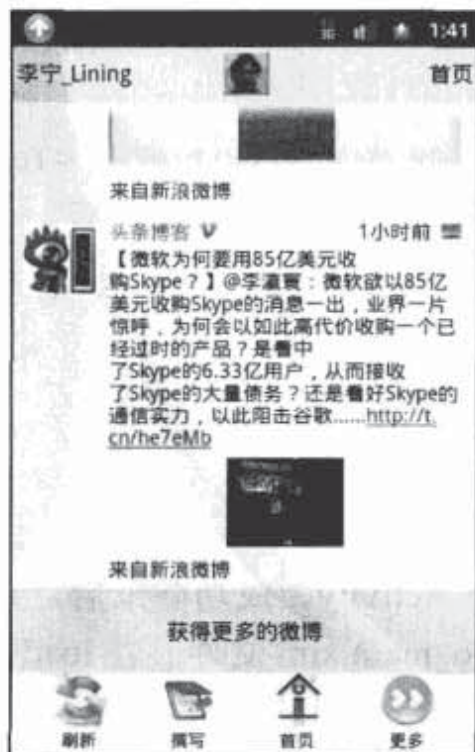 1:41
李宁_Lining
首页
来自新浪微博
头条博客 V
1小时前
【微软为何要用85亿美元收
购Skype？】@李瀛寰：微软欲以85亿
美元收购Skype的消息一出，业界一片
惊呼，为何会以如此高代价收购一个已
经过时的产品？是看中
了Skype的6.33亿用户，从而接收
了Skype的大量债务？还是看好Skype的
通信实力，以此阻击谷歌......http://t.
cn/he7eMb
来自新浪微博
获得更多的微博
刷新
撰写
首页
更多